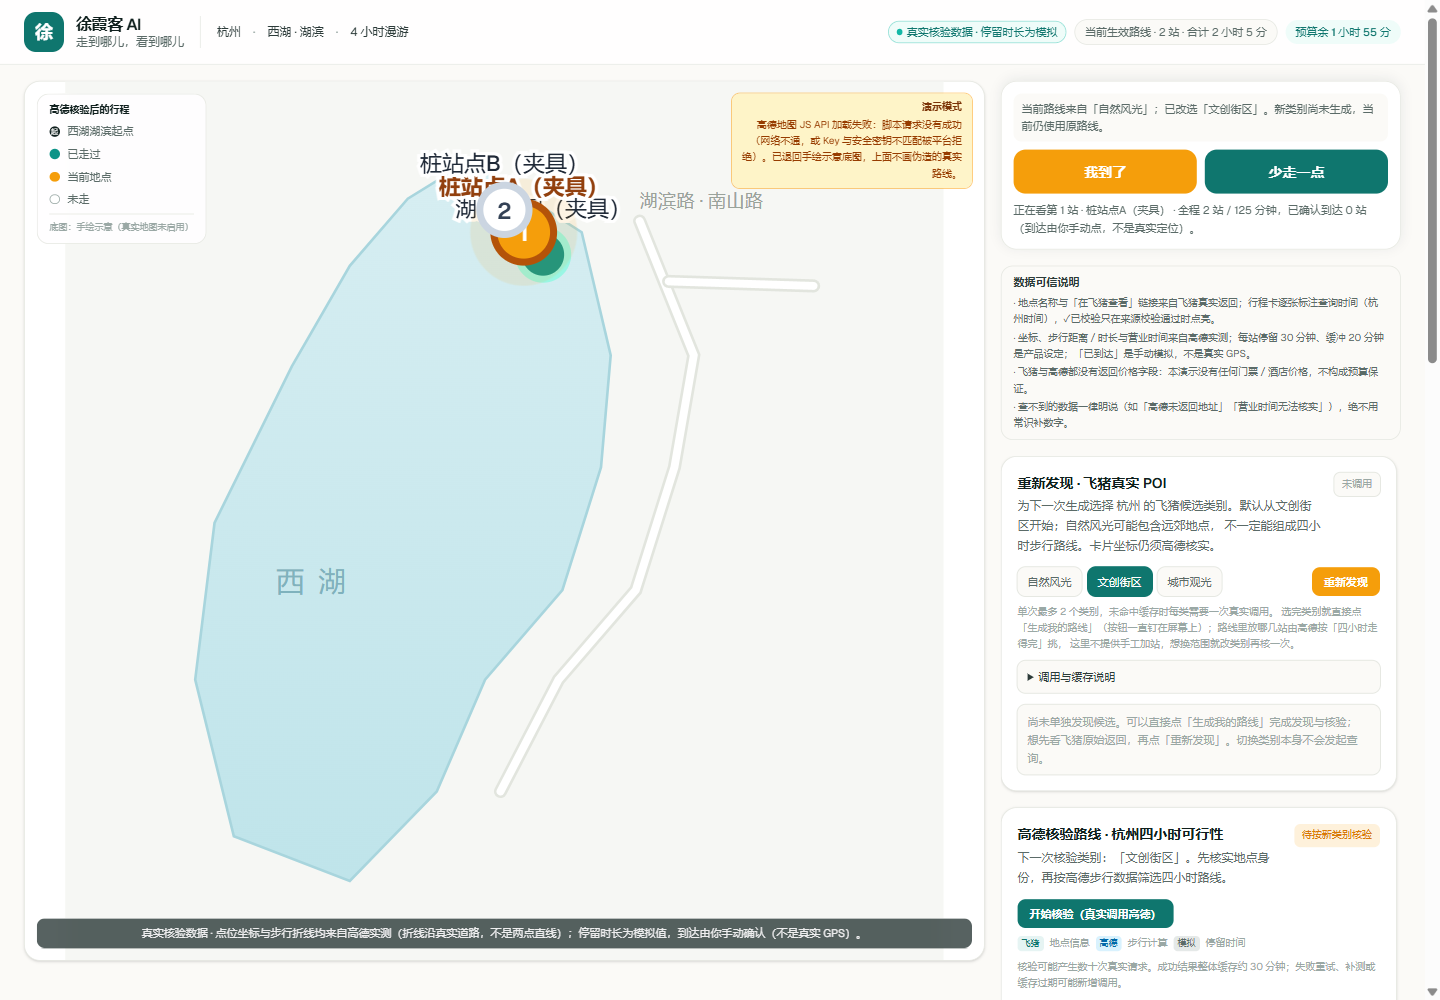 徐
徐霞客 AI
走到哪儿，看到哪儿
杭州 · 西湖 · 湖滨 · 4 小时漫游
真实核验数据 · 停留时长为模拟
当前生效路线 · 2 站 · 合计 2 小时 5 分
预算余 1 小时 55 分
高德核验后的行程
起 西湖湖滨起点
已走过
当前地点
未走
底图：手绘示意（真实地图未启用）
演示模式
高德地图 JS API 加载失败：脚本请求没有成功
（网络不通，或 Key 与安全密钥不匹配被平台拒
绝）。已退回手绘示意底图，上面不画伪造的真实
路线。
桩站点B（夹具）
桩站点A（夹具）
湖
（夹具）
2
1
湖滨路 · 南山路
西 湖
真实核验数据 · 点位坐标与步行折线均来自高德实测（折线沿真实道路，不是两点直线）；停留时长为模拟值，到达由你手动确认（不是真实 GPS）。
当前路线来自「自然风光」；已改选「文创街区」。新类别尚未生成，当
前仍使用原路线。
我到了
少走一点
正在看第 1 站 · 桩站点A（夹具） · 全程 2 站 / 125 分钟，已确认到达 0 站
（到达由你手动点，不是真实定位）。
数据可信说明
· 地点名称与「在飞猪查看」链接来自飞猪真实返回；行程卡逐张标注查询时间（杭
州时间），✓已校验只在来源校验通过时点亮。
· 坐标、步行距离 / 时长与营业时间来自高德实测；每站停留 30 分钟、缓冲 20 分钟
是产品设定；「已到达」是手动模拟，不是真实 GPS。
· 飞猪与高德都没有返回价格字段：本演示没有任何门票 / 酒店价格，不构成预算保
证。
· 查不到的数据一律明说（如「高德未返回地址」「营业时间无法核实」），绝不用
常识补数字。
重新发现 · 飞猪真实 POI
未调用
为下一次生成选择 杭州 的飞猪候选类别。默认从文创街
区开始；自然风光可能包含远郊地点， 不一定能组成四小
时步行路线。卡片坐标仍须高德核实。
自然风光
文创街区
城市观光
重新发现
单次最多 2 个类别，未命中缓存时每类需要一次真实调用。 选完类别就直接点
「生成我的路线」（按钮一直钉在屏幕上）；路线里放哪几站由高德按「四小时走
得完」挑， 这里不提供手工加站，想换范围就改类别再核一次。
▶ 调用与缓存说明
尚未单独发现候选。可以直接点「生成我的路线」完成发现与核验；
想先看飞猪原始返回，再点「重新发现」。切换类别本身不会发起查
询。
高德核验路线 · 杭州四小时可行性
待按新类别核验
下一次核验类别：「文创街区」。先核实地点身
份，再按高德步行数据筛选四小时路线。
开始核验（真实调用高德）
飞猪 地点信息 高德 步行计算 模拟 停留时间
核验可能产生数十次真实请求。成功结果整体缓存约 30 分钟；失败重试、补测或
缓存过期可能新增调用。